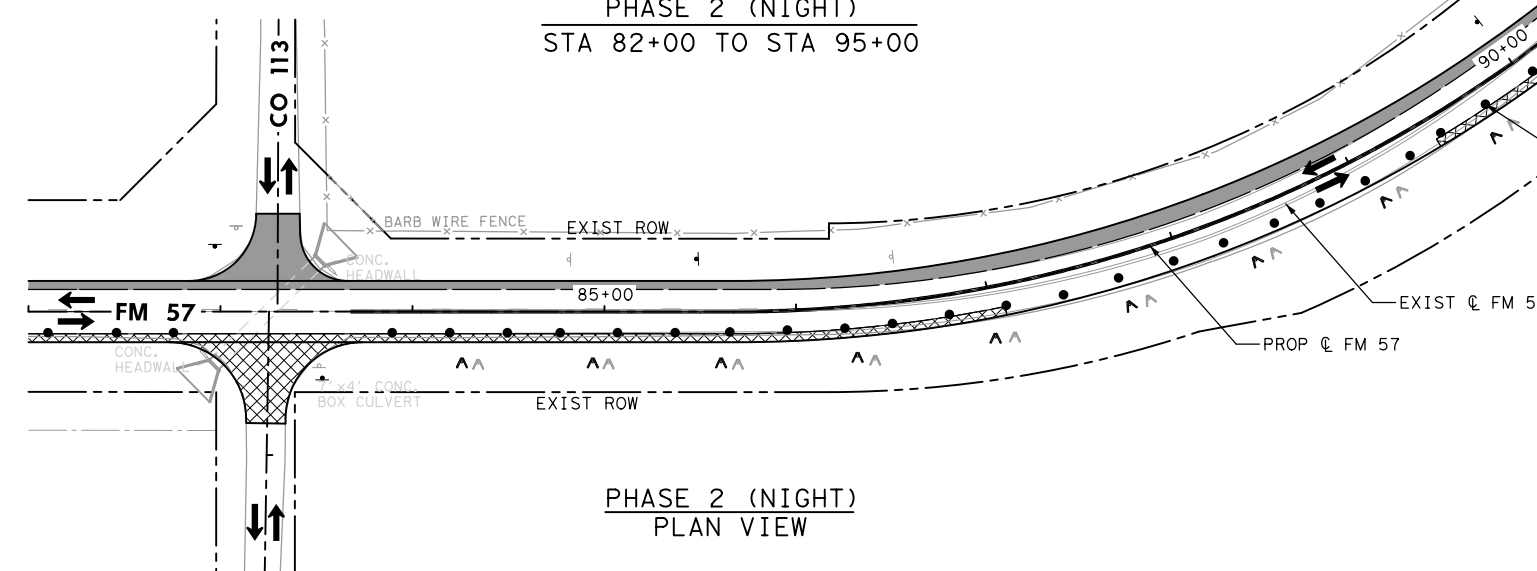 PHASE 2 (NIGHT)
STA 82+00 TO STA 95+00
CO 113
90+00
BARB WIRE FENCE
EXIST ROW
CONC.
HEADWALL
85+00
FM 57
EXIST ℄ FM 5
PROP ℄ FM 57
CONC.
HEADWALL
7'x4' CONC.
BOX CULVERT
EXIST ROW
PHASE 2 (NIGHT)
PLAN VIEW